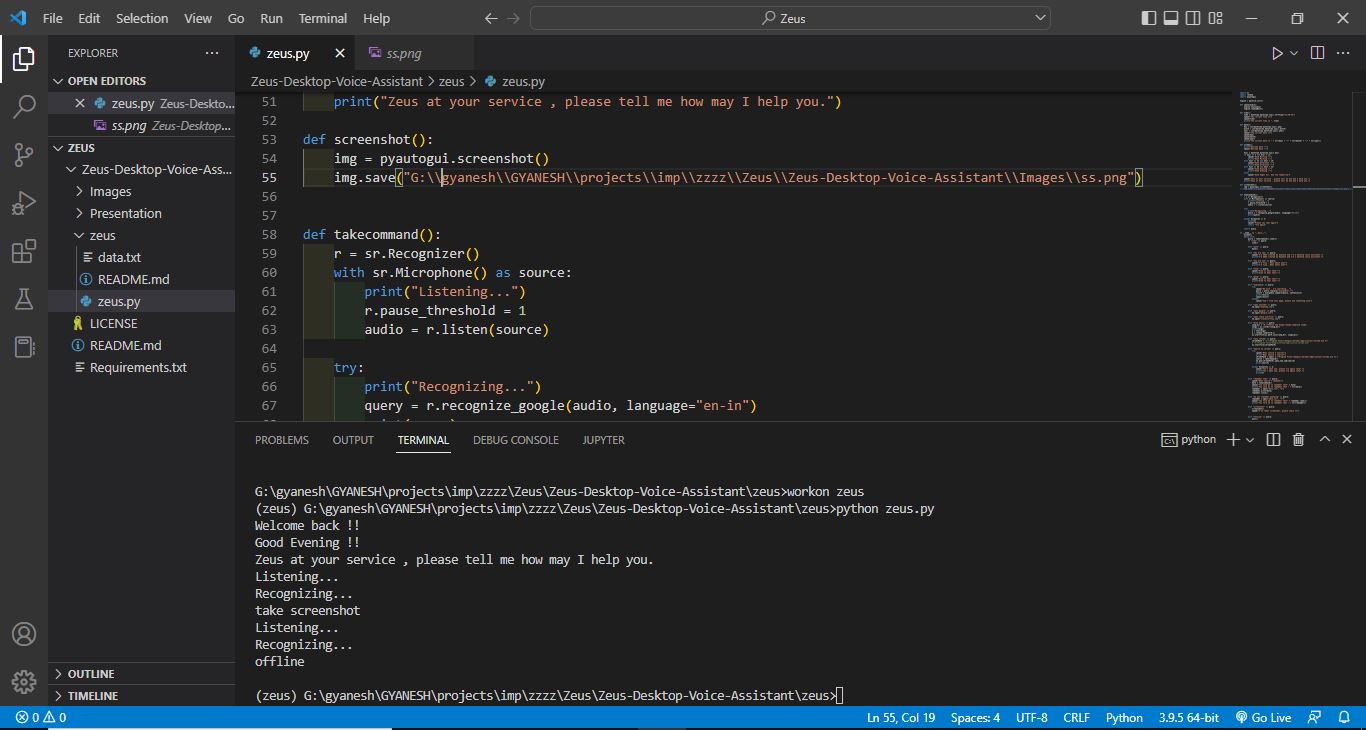 File Edit Selection View Go Run Terminal Help
Zeus
EXPLORER
OPEN EDITORS
zeus.py Zeus-Deskto...
ss.png Zeus-Desktop...
ZEUS
Zeus-Desktop-Voice-Ass...
Images
Presentation
zeus
data.txt
README.md
zeus.py
LICENSE
README.md
Requirements.txt
OUTLINE
TIMELINE
zeus.py ss.png
Zeus-Desktop-Voice-Assistant > zeus > zeus.py
51 print("Zeus at your service , please tell me how may I help you.")
52
53 def screenshot():
54 img = pyautogui.screenshot()
55 img.save("G:\\gyanesh\\GYANESH\\projects\\imp\\zzzz\\Zeus\\Zeus-Desktop-Voice-Assistant\\Images\\ss.png")
56
57
58 def takecommand():
59 r = sr.Recognizer()
60 with sr.Microphone() as source:
61 print("Listening...")
62 r.pause_threshold = 1
63 audio = r.listen(source)
64
65 try:
66 print("Recognizing...")
67 query = r.recognize_google(audio, language="en-in")
PROBLEMS OUTPUT TERMINAL DEBUG CONSOLE JUPYTER
python
G:\gyanesh\GYANESH\projects\imp\zzzz\Zeus\Zeus-Desktop-Voice-Assistant\zeus>workon zeus
(zeus) G:\gyanesh\GYANESH\projects\imp\zzzz\Zeus\Zeus-Desktop-Voice-Assistant\zeus>python zeus.py
Welcome back !!
Good Evening !!
Zeus at your service , please tell me how may I help you.
Listening...
Recognizing...
take screenshot
Listening...
Recognizing...
offline
(zeus) G:\gyanesh\GYANESH\projects\imp\zzzz\Zeus\Zeus-Desktop-Voice-Assistant\zeus>
0 0
Ln 55, Col 19 Spaces: 4 UTF-8 CRLF Python 3.9.5 64-bit Go Live